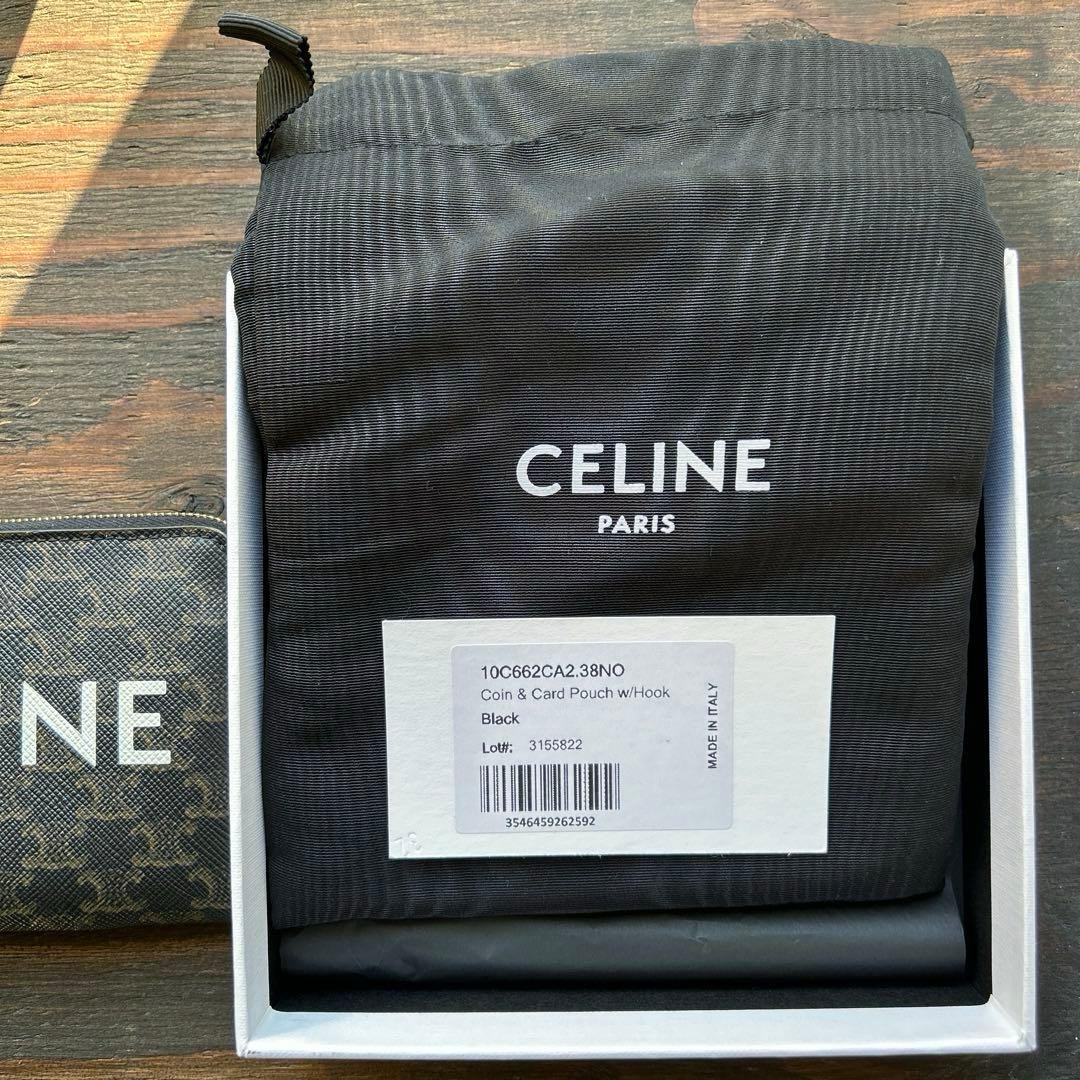 CELINE
PARIS
NE
10C662CA2.38NO
Coin & Card Pouch w/Hook
Black
Lot#: 3155822
3546459262592
MADE IN ITALY